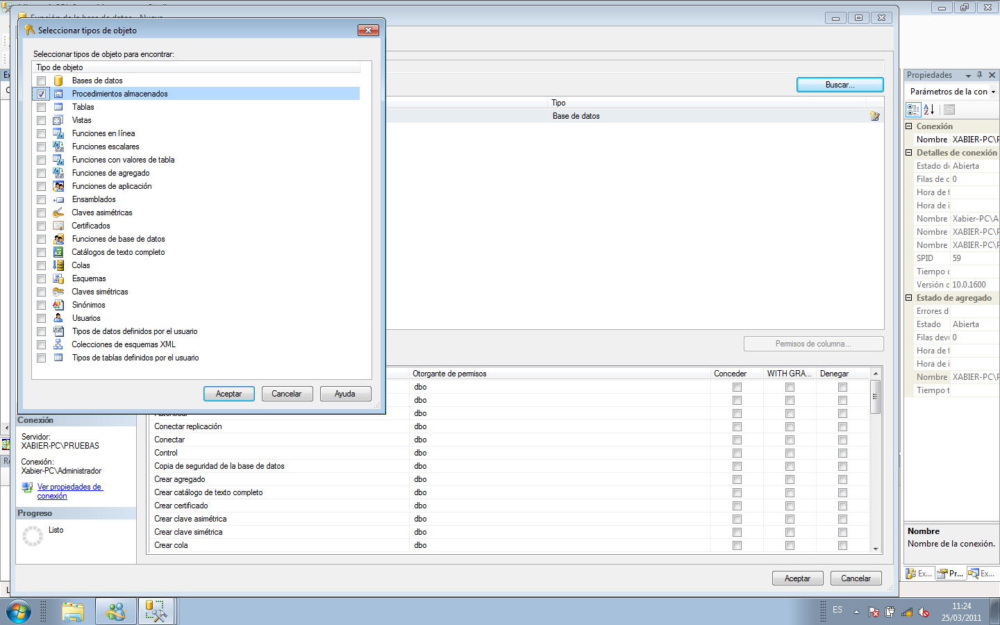 Función de la base de datos - Nueva
Seleccionar tipos de objeto
Seleccionar tipos de objeto para encontrar:
Tipo de objeto
Bases de datos
Procedimientos almacenados
Tablas
Vistas
Funciones en línea
Funciones escalares
Funciones con valores de tabla
Funciones de agregado
Funciones de aplicación
Ensamblados
Claves asimétricas
Certificados
Funciones de base de datos
Catálogos de texto completo
Colas
Esquemas
Claves simétricas
Sinónimos
Usuarios
Tipos de datos definidos por el usuario
Colecciones de esquemas XML
Tipos de tablas definidos por el usuario
Aceptar Cancelar Ayuda
Buscar...
Tipo
Base de datos
Permisos de columna...
Otorgante de permisos Conceder WITH GRA... Denegar
dbo
dbo
Autenticar dbo
Conectar replicación dbo
Conectar dbo
Control dbo
Copia de seguridad de la base de datos dbo
Crear agregado dbo
Crear catálogo de texto completo dbo
Crear certificado dbo
Crear clave asimétrica dbo
Crear clave simétrica dbo
Crear cola dbo
Conexión
Servidor:
XABIER-PC\PRUEBAS
Conexión:
Xabier-PC\Administrador
Ver propiedades de
conexión
Progreso
Listo
Aceptar Cancelar
Propiedades
Parámetros de la con
Conexión
Nombre XABIER-PC\P
Detalles de conexión
Estado de Abierta
Filas de c 0
Hora de f
Hora de i
Nombre Xabier-PC\A
Nombre XABIER-PC\P
Nombre XABIER-PC\P
SPID 59
Tiempo c
Versión c 10.0.1600
Estado de agregado
Errores d
Estado Abierta
Filas devu 0
Hora de f
Hora de i
Nombre XABIER-PC\P
Tiempo t
Nombre
Nombre de la conexión.
Ex... Pr... Ex...
ES
11:24
25/03/2011